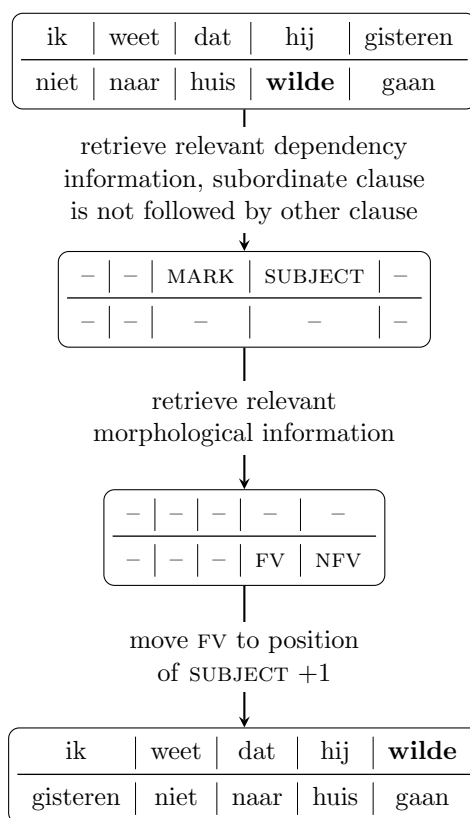 ik weet dat hij gisteren
niet naar huis wilde gaan
retrieve relevant dependency
information, subordinate clause
is not followed by other clause
– – MARK SUBJECT –
– – – – –
retrieve relevant
morphological information
– – – – –
– – – FV NFV
move FV to position
of SUBJECT +1
ik weet dat hij wilde
gisteren niet naar huis gaan